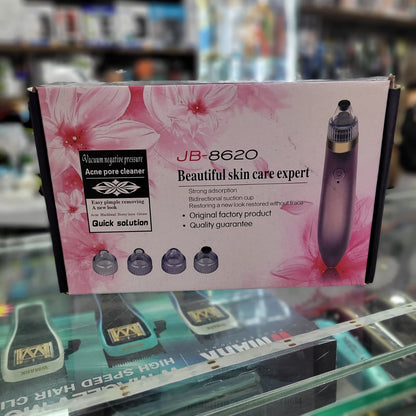 Vacuum negative pressure
Acne pore cleaner
Easy pimple removing
A new look
Quick solution
JB-8620
Beautiful skin care expert
Strong adsorption
Bidirectional suction cup
Restoring a new look restored without trace
• Original factory product
• Quality guarantee
WMARK
HIGH SPEED HAIR CLI